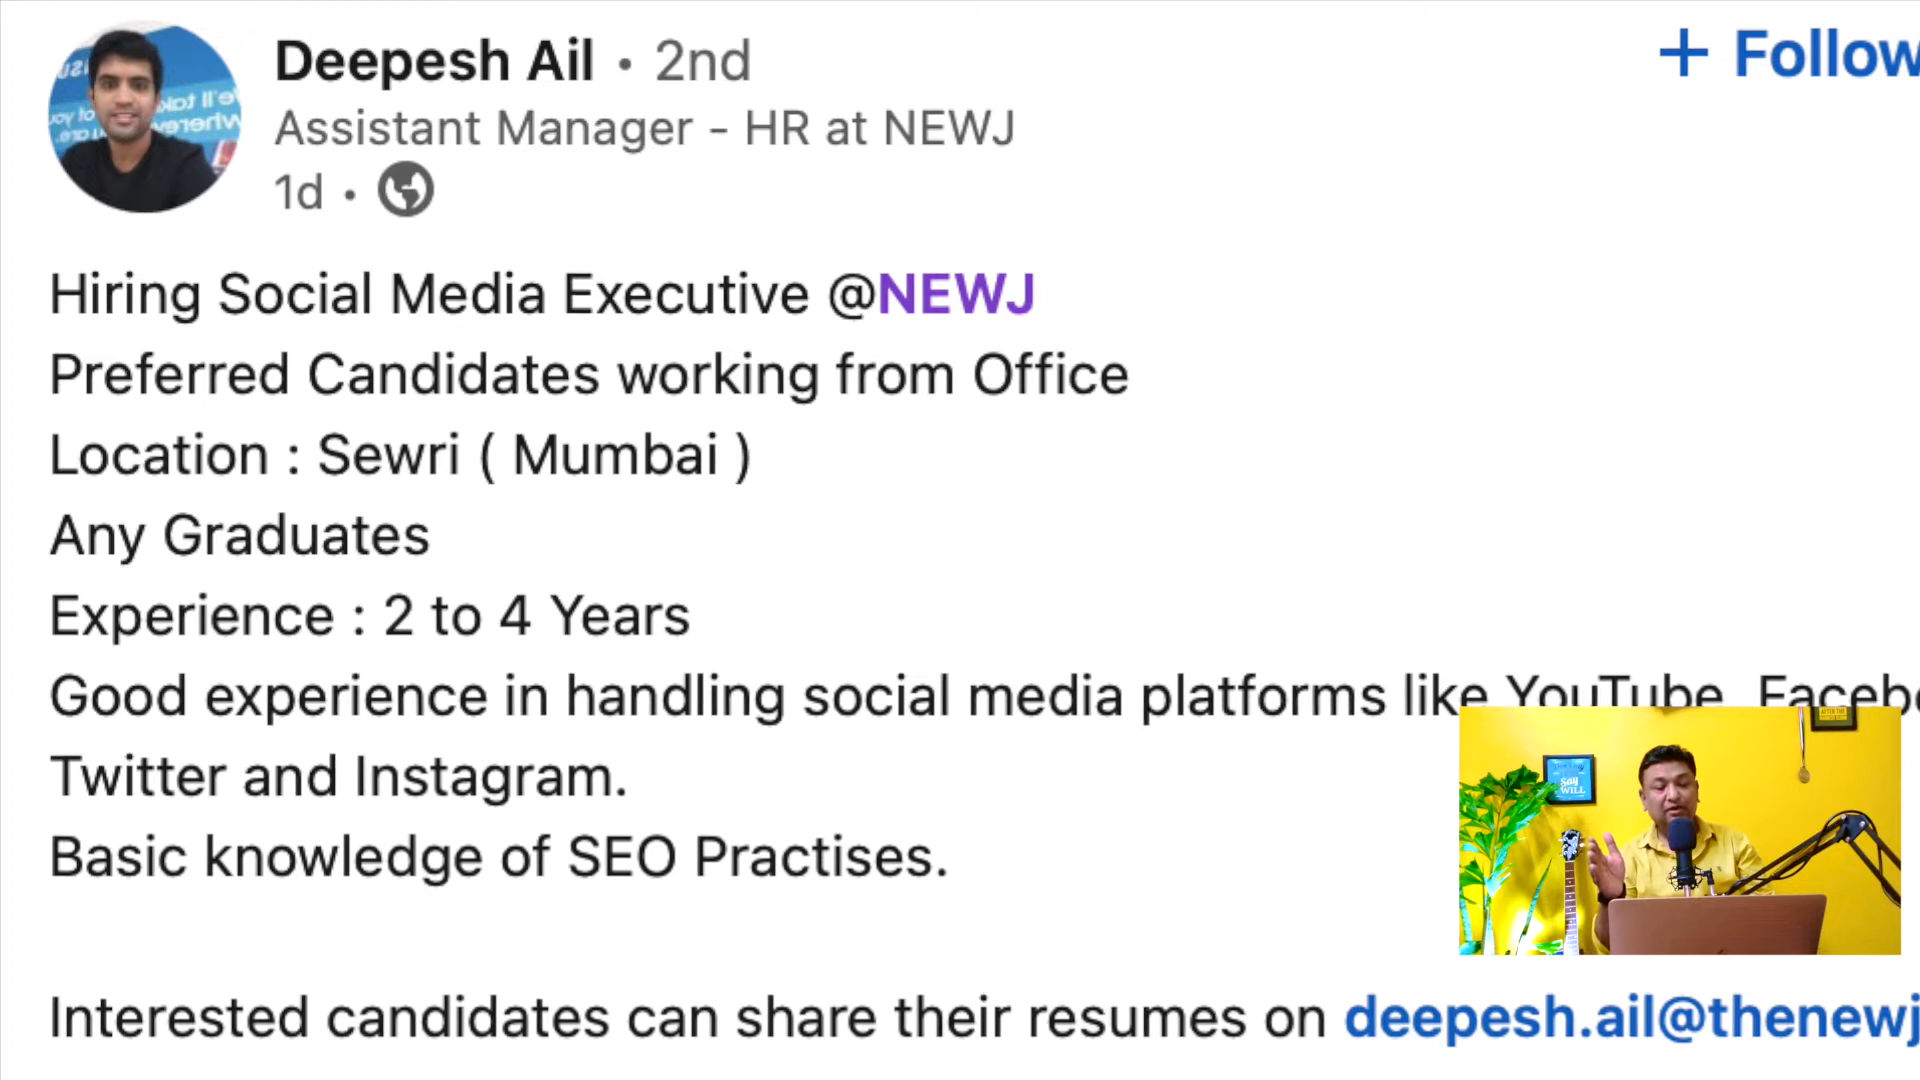 Deepesh Ail • 2nd
+ Follow
Assistant Manager - HR at NEWJ
1d •
Hiring Social Media Executive @NEWJ
Preferred Candidates working from Office
Location : Sewri ( Mumbai )
Any Graduates
Experience : 2 to 4 Years
Good experience in handling social media platforms like YouTube, Facebo
Twitter and Instagram.
Basic knowledge of SEO Practises.
Say
WILL
Interested candidates can share their resumes on deepesh.ail@thenewj